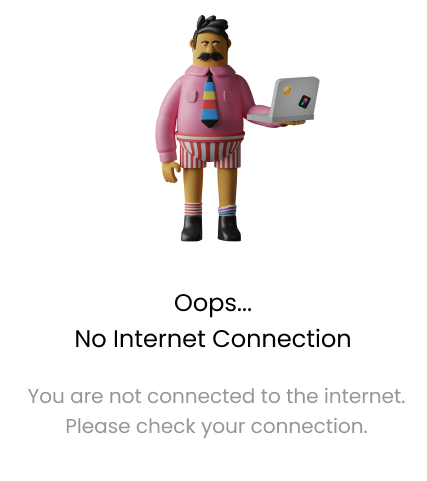 Oops...
No Internet Connection
You are not connected to the internet.
Please check your connection.